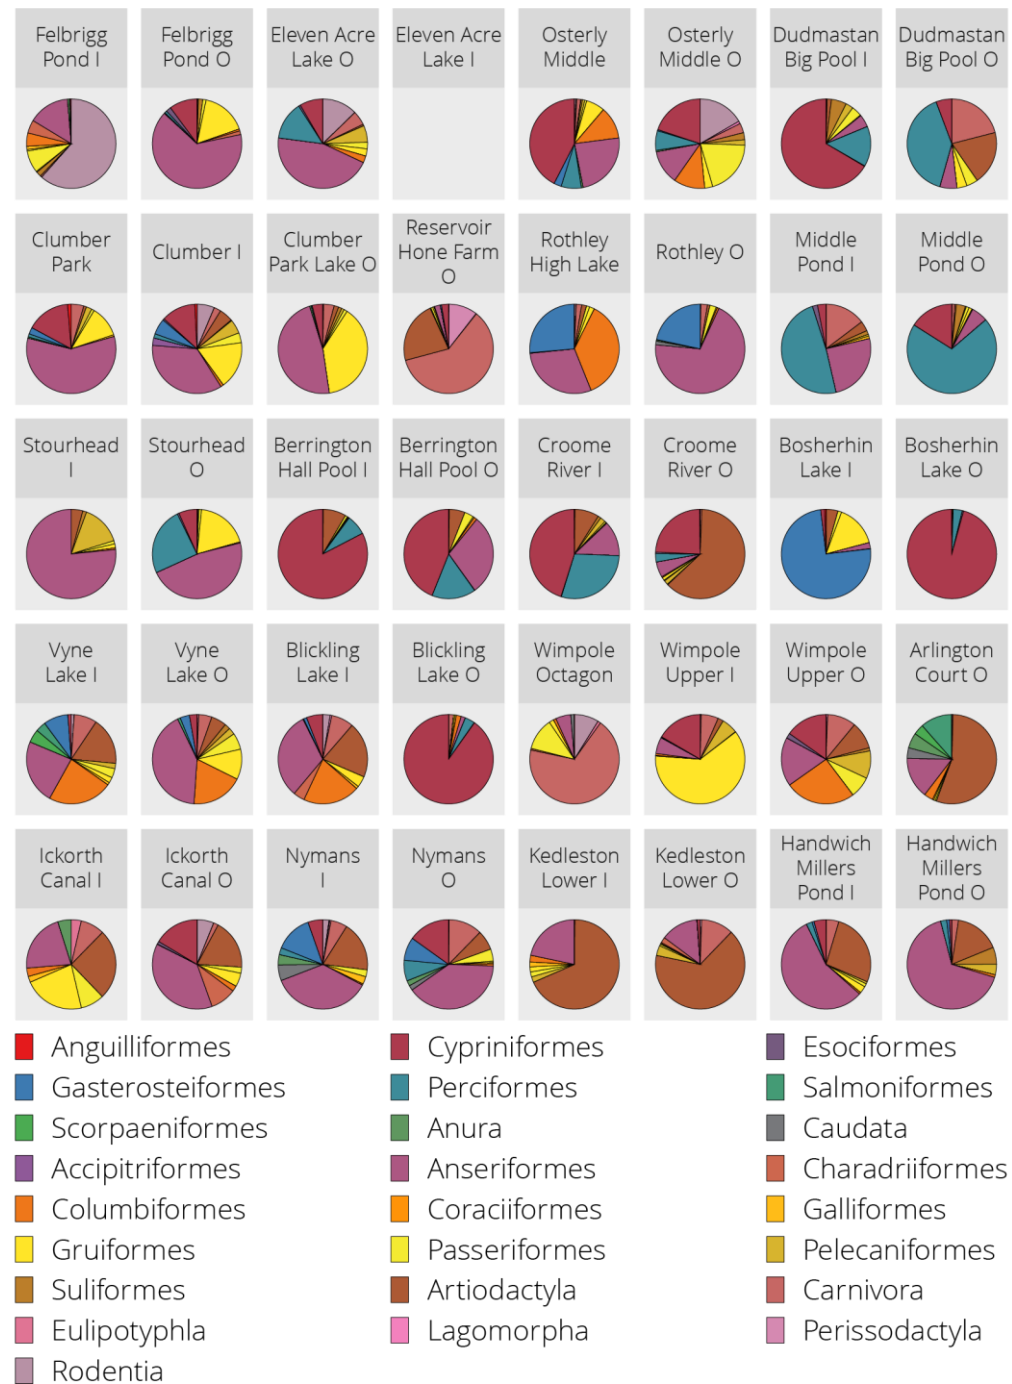 Felbrigg
Pond I
Felbrigg
Pond O
Eleven Acre
Lake O
Eleven Acre
Lake I
Osterly
Middle
Osterly
Middle O
Dudmastan
Big Pool I
Dudmastan
Big Pool O
Clumber
Park
Clumber I
Clumber
Park Lake O
Reservoir
Hone Farm
O
Rothley
High Lake
Rothley O
Middle
Pond I
Middle
Pond O
Stourhead
I
Stourhead
O
Berrington
Hall Pool I
Berrington
Hall Pool O
Croome
River I
Croome
River O
Bosherhin
Lake I
Bosherhin
Lake O
Vyne
Lake I
Vyne
Lake O
Blickling
Lake I
Blickling
Lake O
Wimpole
Octagon
Wimpole
Upper I
Wimpole
Upper O
Arlington
Court O
Ickorth
Canal I
Ickorth
Canal O
Nymans
I
Nymans
O
Kedleston
Lower I
Kedleston
Lower O
Handwich
Millers
Pond I
Handwich
Millers
Pond O
Anguilliformes
Cypriniformes
Esociformes
Gasterosteiformes
Perciformes
Salmoniformes
Scorpaeniformes
Anura
Caudata
Accipitriformes
Anseriformes
Charadriiformes
Columbiformes
Coraciiformes
Galliformes
Gruiformes
Passeriformes
Pelecaniformes
Suliformes
Artiodactyla
Carnivora
Eulipotyphla
Lagomorpha
Perissodactyla
Rodentia